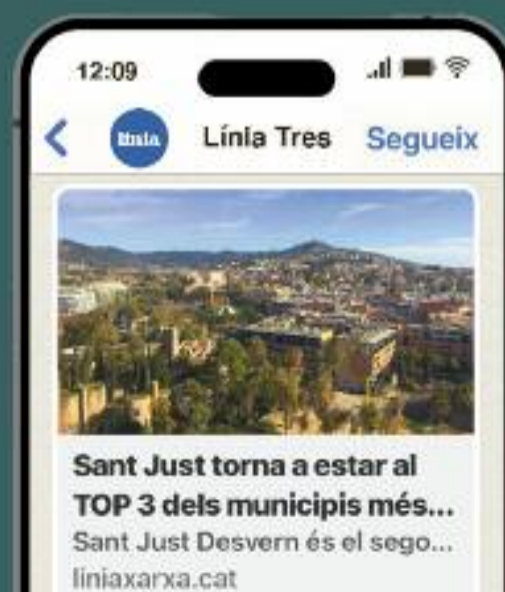 12:09
línia
Línia Tres
Segueix
Sant Just torna a estar al
TOP 3 dels municipis més...
Sant Just Desvern és el sego...
liniaxarxa.cat